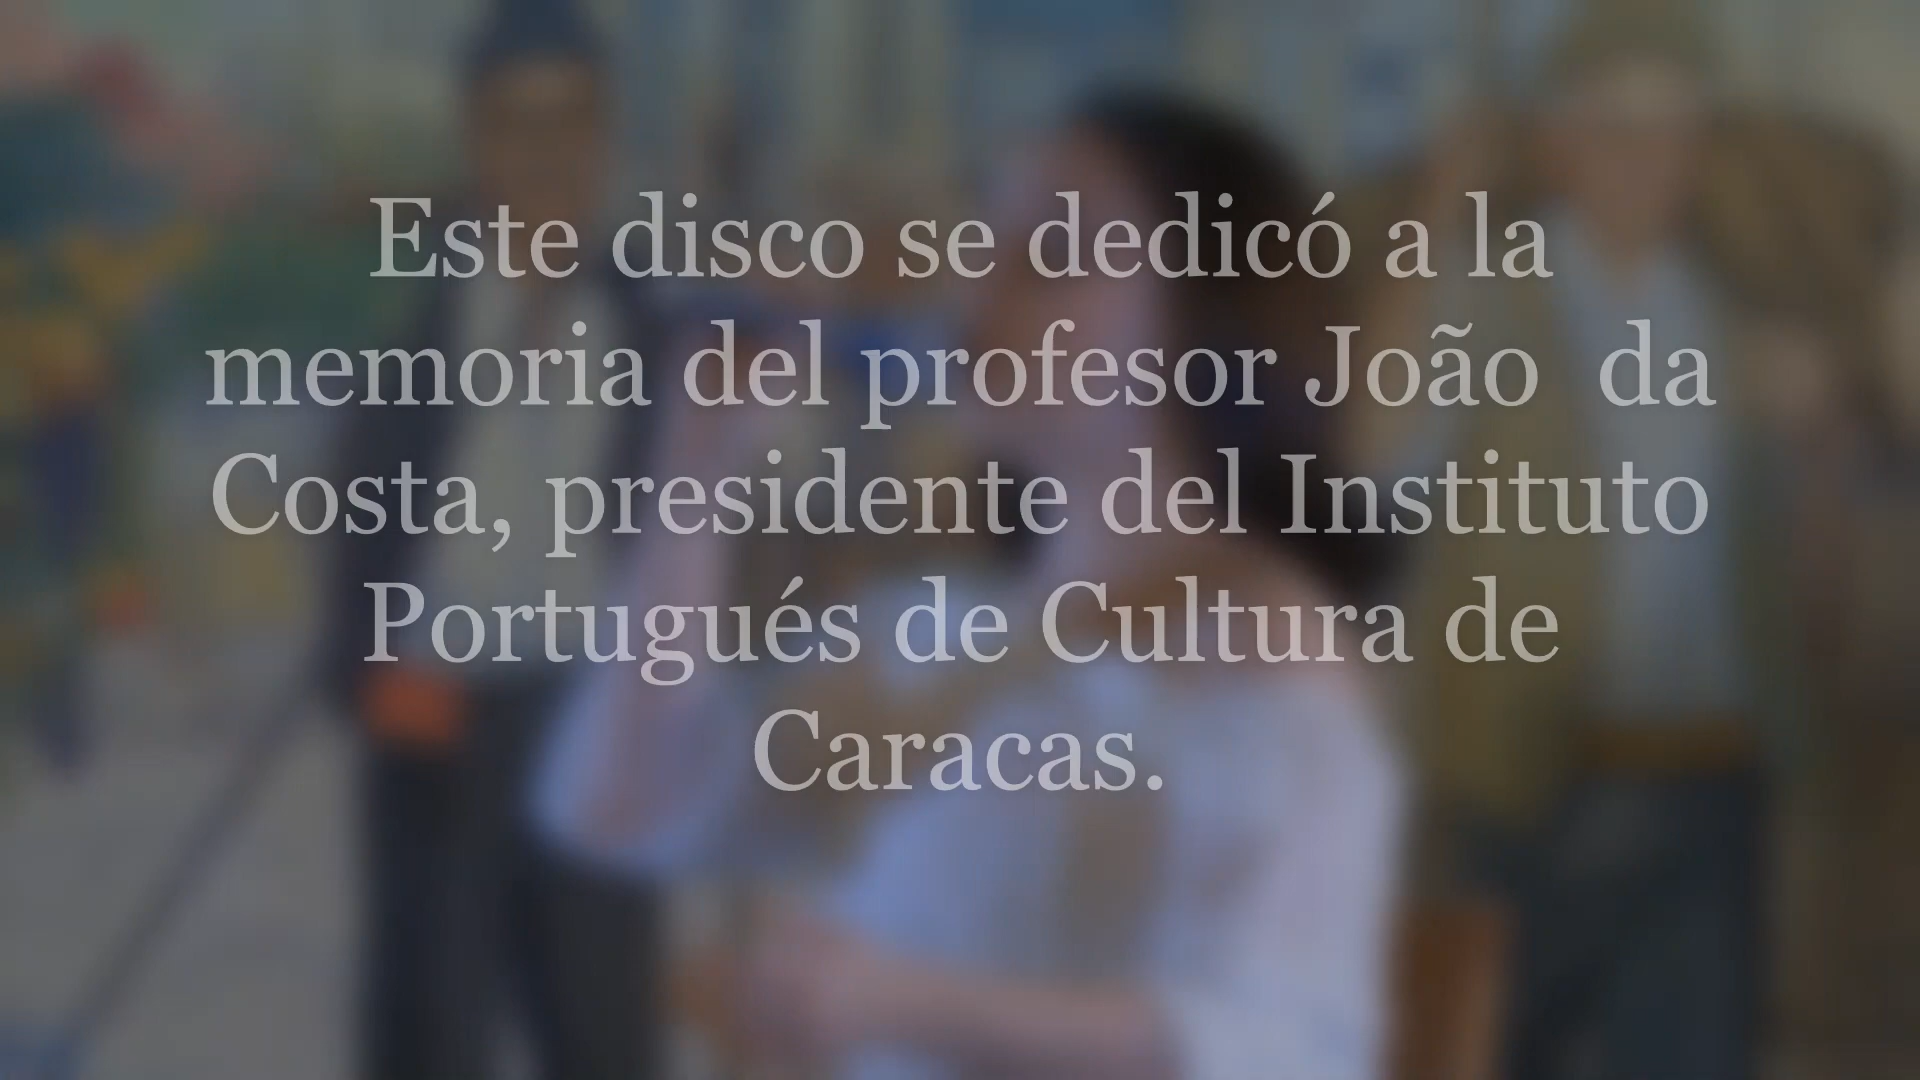 Este disco se dedicó a la
memoria del profesor João  da
Costa, presidente del Instituto
Portugués de Cultura de
Caracas.